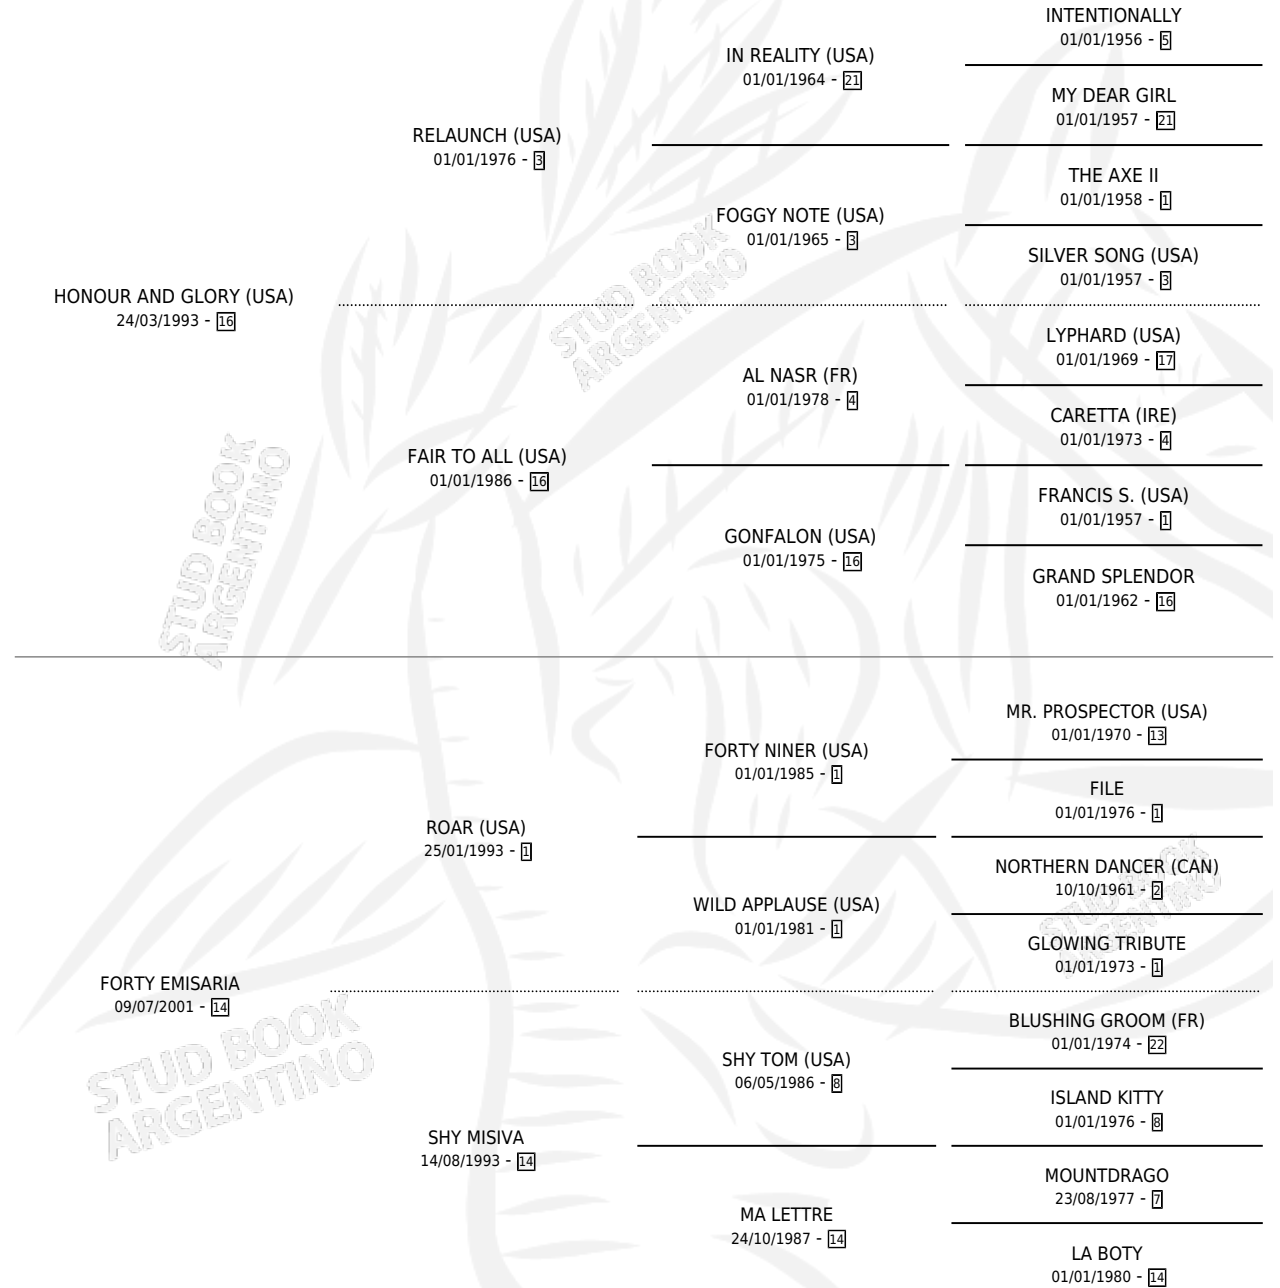 INTENTIONALLY
01/01/1956 - 5
IN REALITY (USA)
01/01/1964 - 21
MY DEAR GIRL
01/01/1957 - 21
RELAUNCH (USA)
01/01/1976 - 3
THE AXE II
01/01/1958 - 1
FOGGY NOTE (USA)
01/01/1965 - 3
SILVER SONG (USA)
01/01/1957 - 3
HONOUR AND GLORY (USA)
24/03/1993 - 16
LYPHARD (USA)
01/01/1969 - 17
AL NASR (FR)
01/01/1978 - 4
CARETTA (IRE)
01/01/1973 - 4
FAIR TO ALL (USA)
01/01/1986 - 16
FRANCIS S. (USA)
01/01/1957 - 1
GONFALON (USA)
01/01/1975 - 16
GRAND SPLENDOR
01/01/1962 - 16
MR. PROSPECTOR (USA)
01/01/1970 - 13
FORTY NINER (USA)
01/01/1985 - 1
FILE
01/01/1976 - 1
ROAR (USA)
25/01/1993 - 1
NORTHERN DANCER (CAN)
10/10/1961 - 2
WILD APPLAUSE (USA)
01/01/1981 - 1
GLOWING TRIBUTE
01/01/1973 - 1
FORTY EMISARIA
09/07/2001 - 14
BLUSHING GROOM (FR)
01/01/1974 - 22
SHY TOM (USA)
06/05/1986 - 8
ISLAND KITTY
01/01/1976 - 8
SHY MISIVA
14/08/1993 - 14
MOUNTDRAGO
23/08/1977 - 7
MA LETTRE
24/10/1987 - 14
LA BOTY
01/01/1980 - 14
STUD BOOK
ARGENTINO
STUD BOOK
ARGENTINO
STUD BOOK
ARGENTINO
STUD BOOK
ARGENTINO